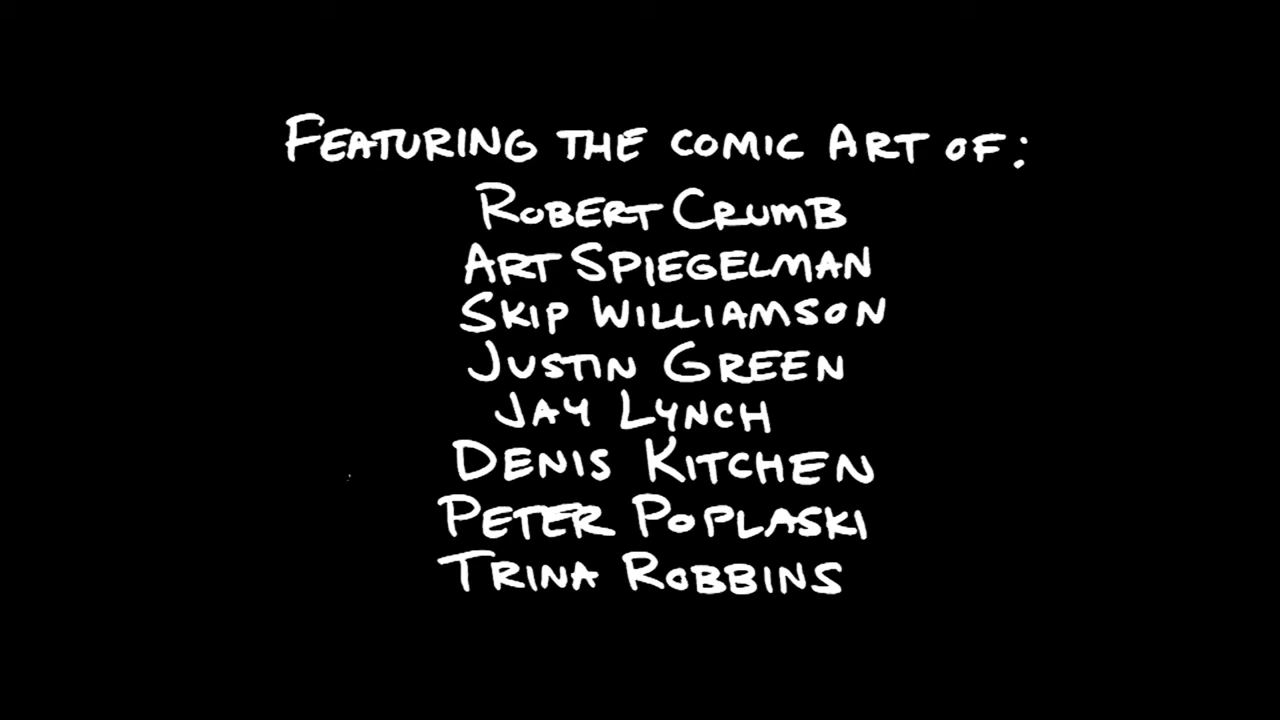 FEATURING THE COMIC ART OF:
ROBERT CRUMB
ART SPIEGELMAN
SKIP WILLIAMSON
JUSTIN GREEN
JAY LYNCH
DENIS KITCHEN
PETER POPLASKI
TRINA ROBBINS